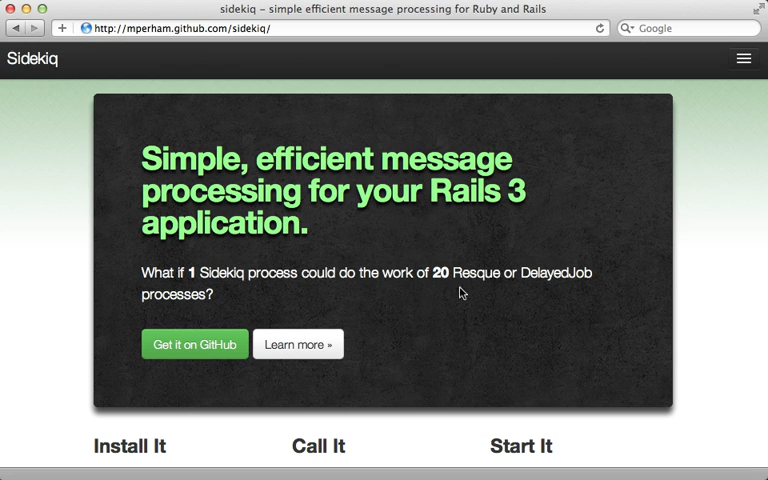 sidekiq – simple efficient message processing for Ruby and Rails
http://mperham.github.com/sidekiq/
Google
Sidekiq
Simple, efficient message
processing for your Rails 3
application.
What if 1 Sidekiq process could do the work of 20 Resque or DelayedJob
processes?
Get it on GitHub
Learn more »
Install It
Call It
Start It